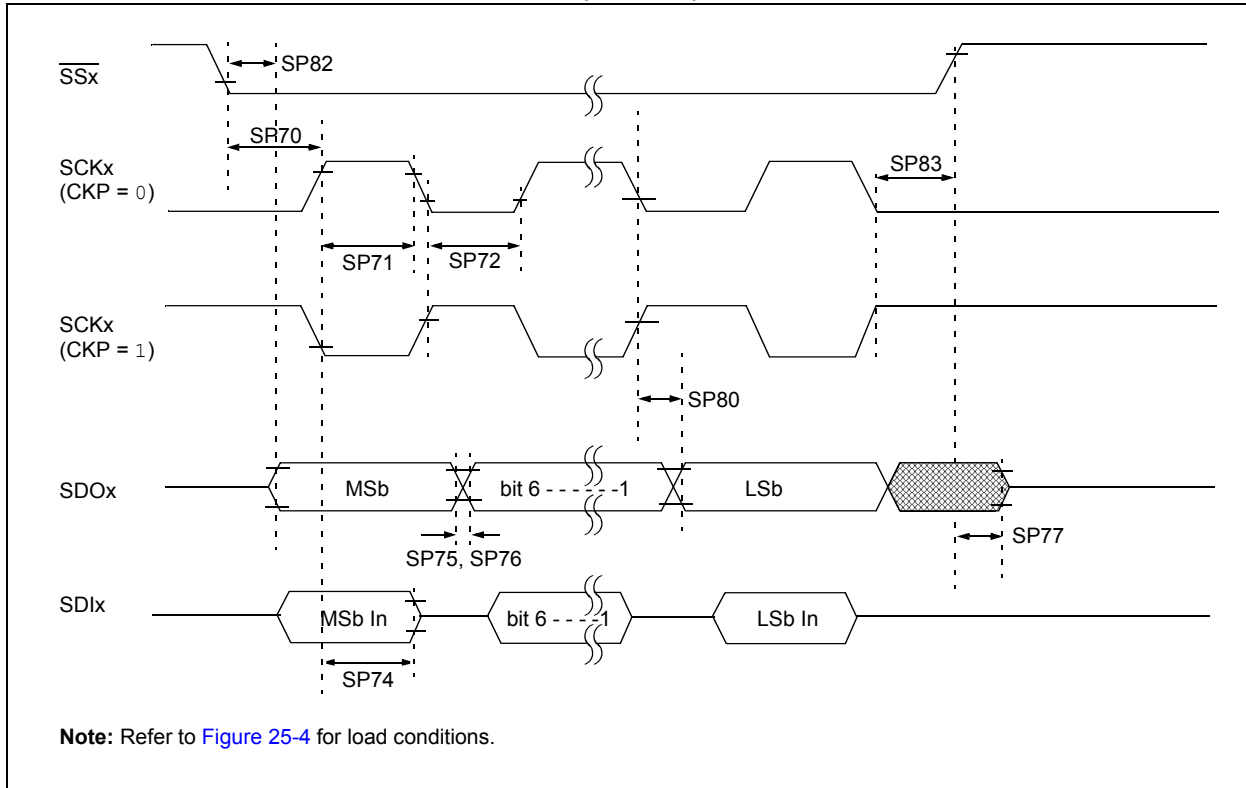 SSx
SP82
SP70
SCKx
(CKP = 0)
SP83
SP71
SP72
SCKx
(CKP = 1)
SP80
SDOx
MSb
bit 6 - - - - - -1
LSb
SP75, SP76
SP77
SDIx
MSb In
bit 6 - - - -1
LSb In
SP74
Note: Refer to Figure 25-4 for load conditions.